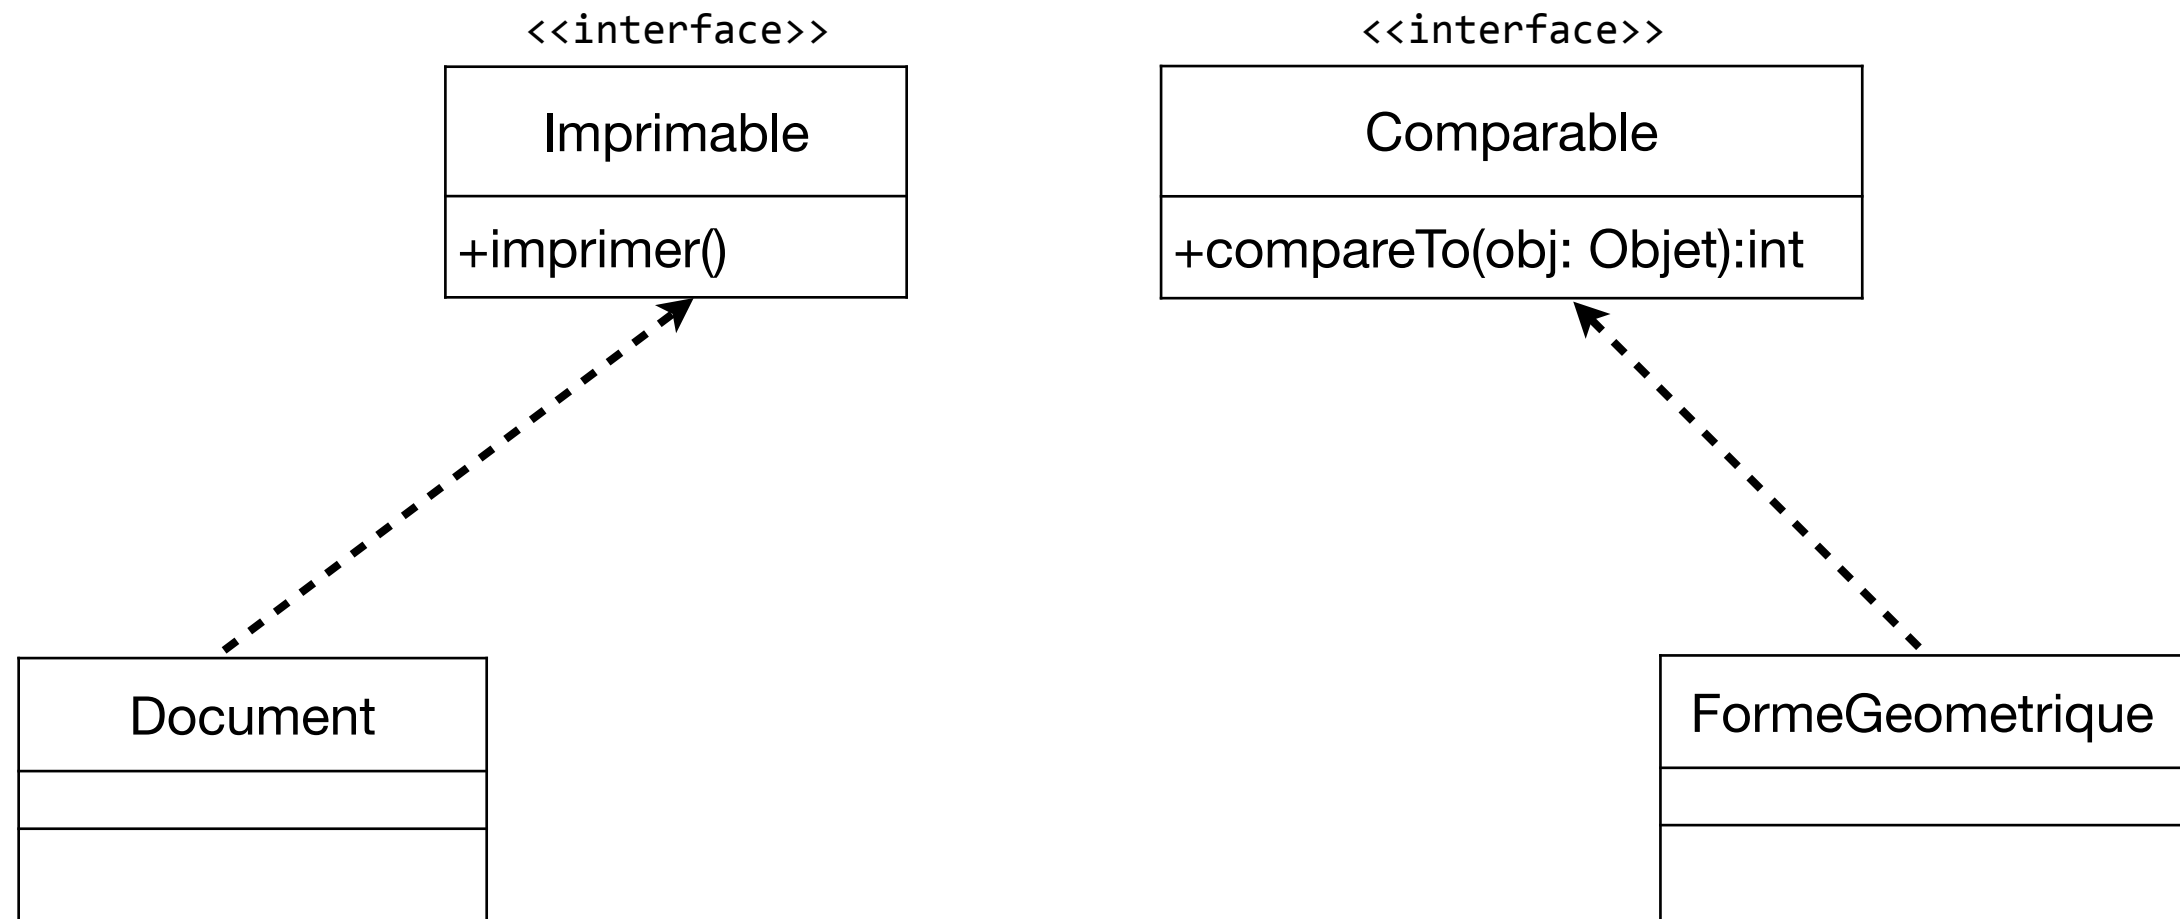 <<interface>>
Imprimable
+imprimer()
<<interface>>
Comparable
+compareTo(obj: Objet):int
Document
FormeGeometrique